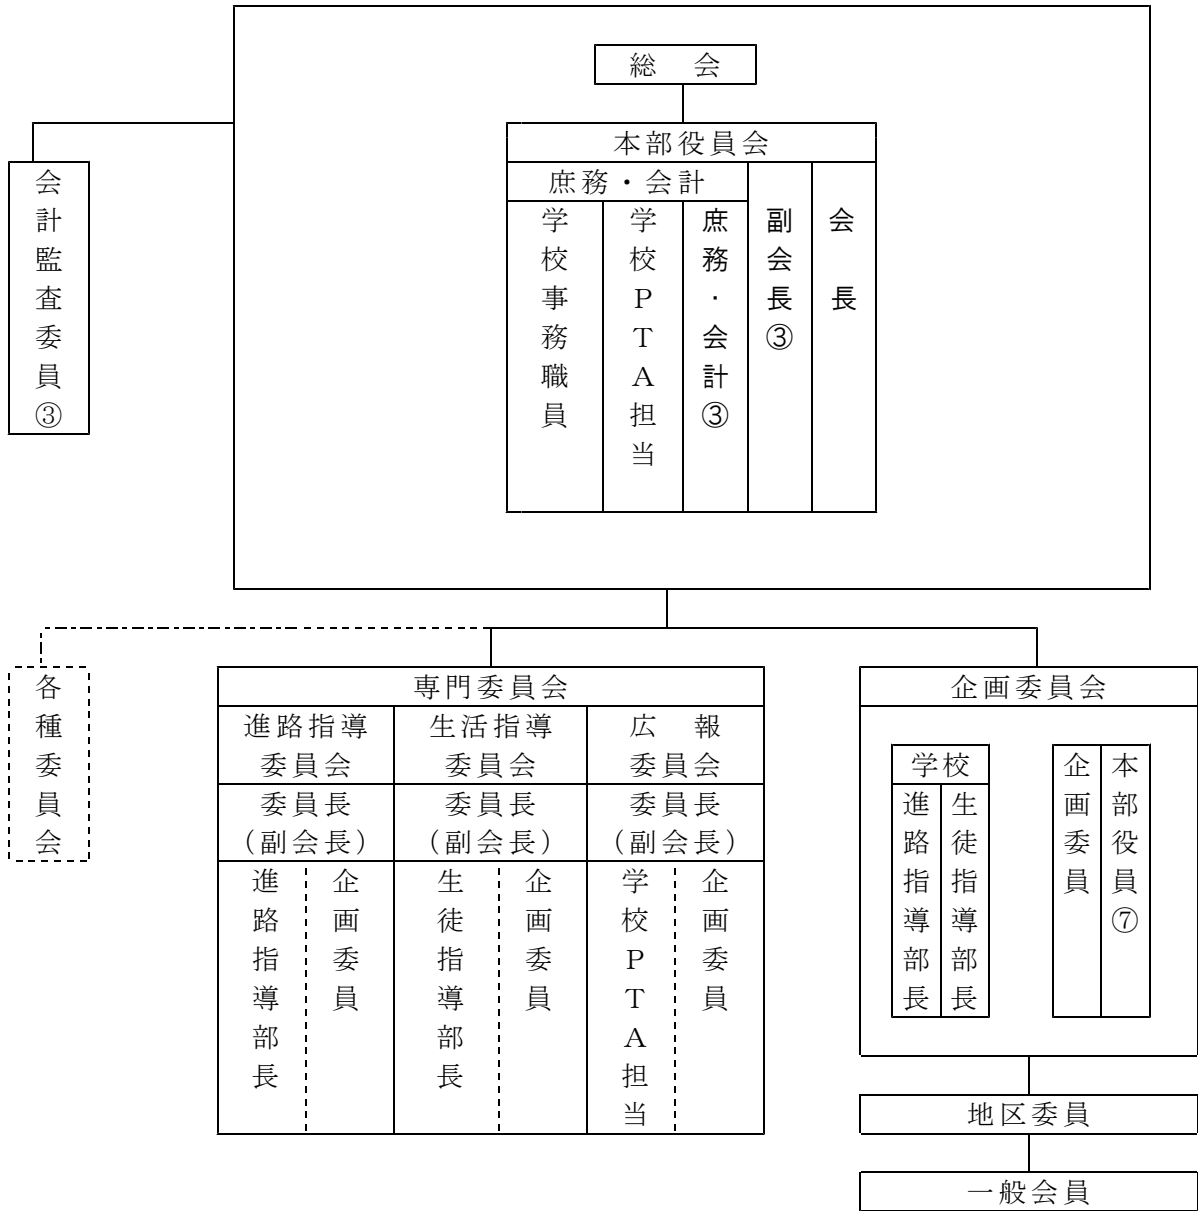 総　会
本部役員会
庶務・会計
会長
副会長③
庶務・会計③
学校ＰＴＡ担当
学校事務職員
会計監査委員③
各種委員会
専門委員会
進路指導
委員会
委員長
(副会長)
企画委員
進路指導部長
生活指導
委員会
委員長
(副会長)
企画委員
生徒指導部長
広　報
委員会
委員長
(副会長)
企画委員
学校ＰＴＡ担当
企画委員会
本部役員⑦
企画委員
学校
生徒指導部長
進路指導部長
地区委員
一般会員